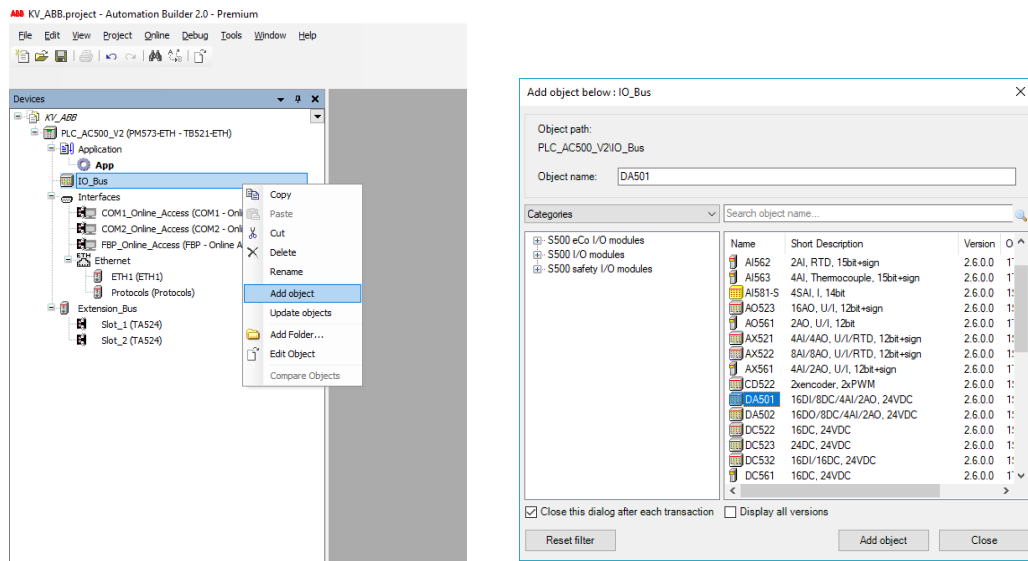 ABB KV_ABB.project - Automation Builder 2.0 - Premium
File Edit View Project Online Debug Tools Window Help
Devices
KV_ABB
PLC_AC500_V2 (PM573-ETH - TB521-ETH)
Application
App
IO_Bus
Interfaces
COM1_Online_Access (COM1 - Onl
COM2_Online_Access (COM2 - Onl
FBP_Online_Access (FBP - Online A
Ethernet
ETH1 (ETH1)
Protocols (Protocols)
Extension_Bus
Slot_1 (TA524)
Slot_2 (TA524)
Copy
Paste
Cut
Delete
Rename
Add object
Update objects
Add Folder...
Edit Object
Compare Objects
Add object below : IO_Bus
Object path:
PLC_AC500_V2\IO_Bus
Object name: DA501
Categories Search object name...
S500 eCo I/O modules
S500 I/O modules
S500 safety I/O modules
Name Short Description Version O
AI562 2AI, RTD, 15bit+sign 2.6.0.0
AI563 4AI, Thermocouple, 15bit+sign 2.6.0.0
AI581-S 4SAI, I, 14bit 2.6.0.0
AO523 16AO, U/I, 12bit+sign 2.6.0.0
AO561 2AO, U/I, 12bit 2.6.0.0
AX521 4AI/4AO, U/I/RTD, 12bit+sign 2.6.0.0
AX522 8AI/8AO, U/I/RTD, 12bit+sign 2.6.0.0
AX561 4AI/2AO, U/I, 12bit+sign 2.6.0.0
CD522 2xencoder, 2xPWM 2.6.0.0
DA501 16DI/8DC/4AI/2AO, 24VDC 2.6.0.0
DA502 16DO/8DC/4AI/2AO, 24VDC 2.6.0.0
DC522 16DC, 24VDC 2.6.0.0
DC523 24DC, 24VDC 2.6.0.0
DC532 16DI/16DC, 24VDC 2.6.0.0
DC561 16DC, 24VDC 2.6.0.0
Close this dialog after each transaction Display all versions
Reset filter Add object Close